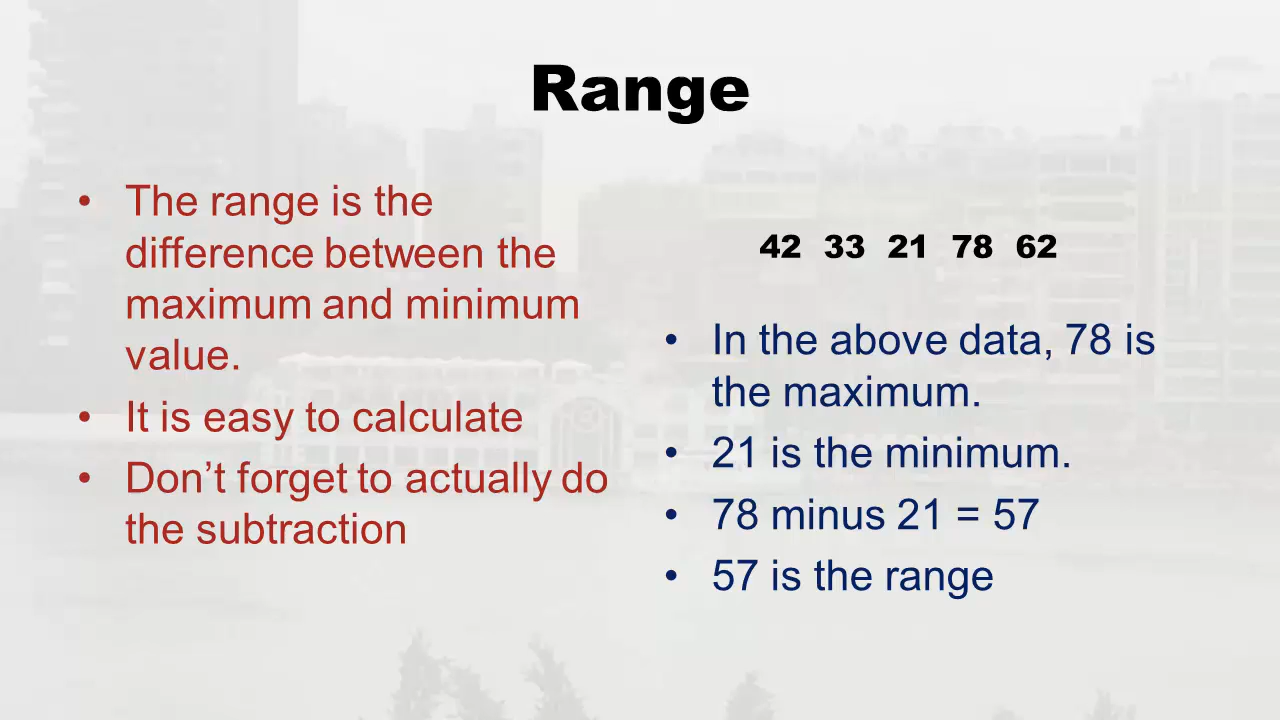 Range
• The range is the
difference between the
maximum and minimum
value.
• It is easy to calculate
• Don’t forget to actually do
the subtraction
42 33 21 78 62
• In the above data, 78 is
the maximum.
• 21 is the minimum.
• 78 minus 21 = 57
• 57 is the range